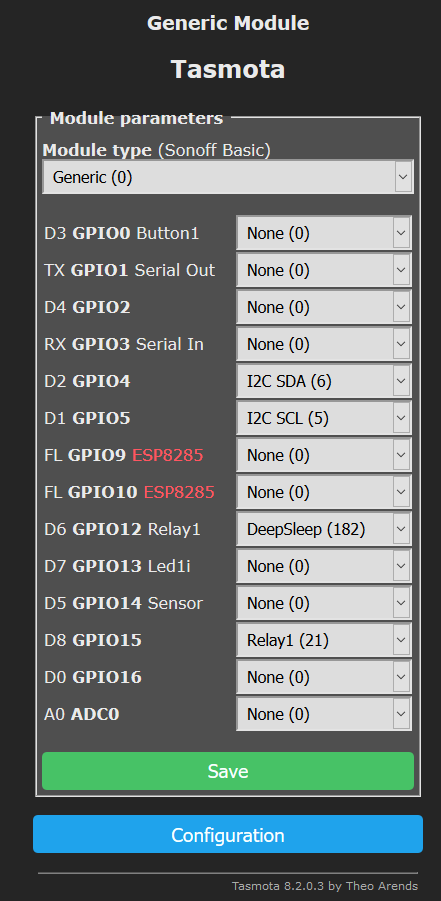 Generic Module
Tasmota
Module parameters
Module type (Sonoff Basic)
Generic (0)
D3 GPIO0 Button1 None (0)
TX GPIO1 Serial Out None (0)
D4 GPIO2 None (0)
RX GPIO3 Serial In None (0)
D2 GPIO4 I2C SDA (6)
D1 GPIO5 I2C SCL (5)
FL GPIO9 ESP8285 None (0)
FL GPIO10 ESP8285 None (0)
D6 GPIO12 Relay1 DeepSleep (182)
D7 GPIO13 Led1i None (0)
D5 GPIO14 Sensor None (0)
D8 GPIO15 Relay1 (21)
D0 GPIO16 None (0)
A0 ADC0 None (0)
Save
Configuration
Tasmota 8.2.0.3 by Theo Arends